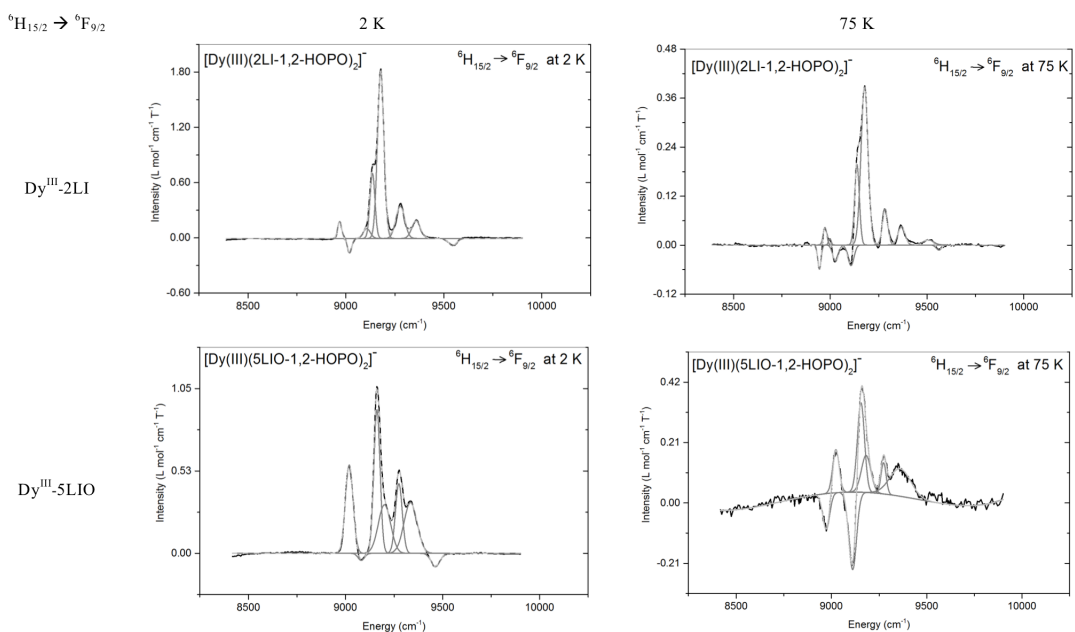 ⁶H₁₅/₂ → ⁶F₉/₂ 2 K 75 K
[Dy(III)(2LI-1,2-HOPO)₂]⁻ ⁶H₁₅/₂ → ⁶F₉/₂ at 2 K
1.80
1.20
0.60
0.00
-0.60
Intensity (L mol⁻¹ cm⁻¹ T⁻¹)
8500 9000 9500 10000
Energy (cm⁻¹)
[Dy(III)(2LI-1,2-HOPO)₂]⁻ ⁶H₁₅/₂ → ⁶F₉/₂ at 75 K
0.48
0.36
0.24
0.12
0.00
-0.12
Intensity (L mol⁻¹ cm⁻¹ T⁻¹)
8500 9000 9500 10000
Energy (cm⁻¹)
Dyᴵᴵᴵ-2LI
[Dy(III)(5LIO-1,2-HOPO)₂]⁻ ⁶H₁₅/₂ → ⁶F₉/₂ at 2 K
1.05
0.53
0.00
Intensity (L mol⁻¹ cm⁻¹ T⁻¹)
8500 9000 9500 10000
Energy (cm⁻¹)
[Dy(III)(5LIO-1,2-HOPO)₂]⁻ ⁶H₁₅/₂ → ⁶F₉/₂ at 75 K
0.42
0.21
0.00
-0.21
Intensity (L mol⁻¹ cm⁻¹ T⁻¹)
8500 9000 9500 10000
Energy (cm⁻¹)
Dyᴵᴵᴵ-5LIO